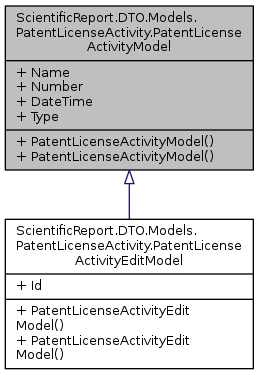 ScientificReport.DTO.Models.
PatentLicenseActivity.PatentLicense
ActivityModel
+ Name
+ Number
+ DateTime
+ Type
+ PatentLicenseActivityModel()
+ PatentLicenseActivityModel()
ScientificReport.DTO.Models.
PatentLicenseActivity.PatentLicense
ActivityEditModel
+ Id
+ PatentLicenseActivityEdit
Model()
+ PatentLicenseActivityEdit
Model()